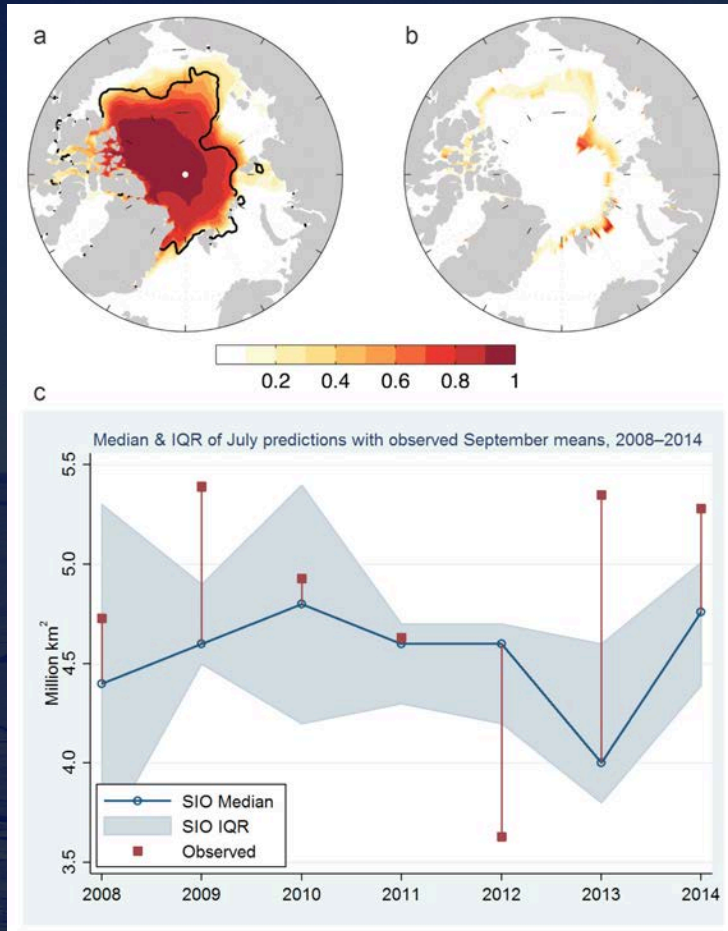 a
b
0.2 0.4 0.6 0.8 1
c
Median & IQR of July predictions with observed September means, 2008–2014
5.5
5.0
4.5
4.0
3.5
Million km²
SIO Median
SIO IQR
Observed
2008 2009 2010 2011 2012 2013 2014